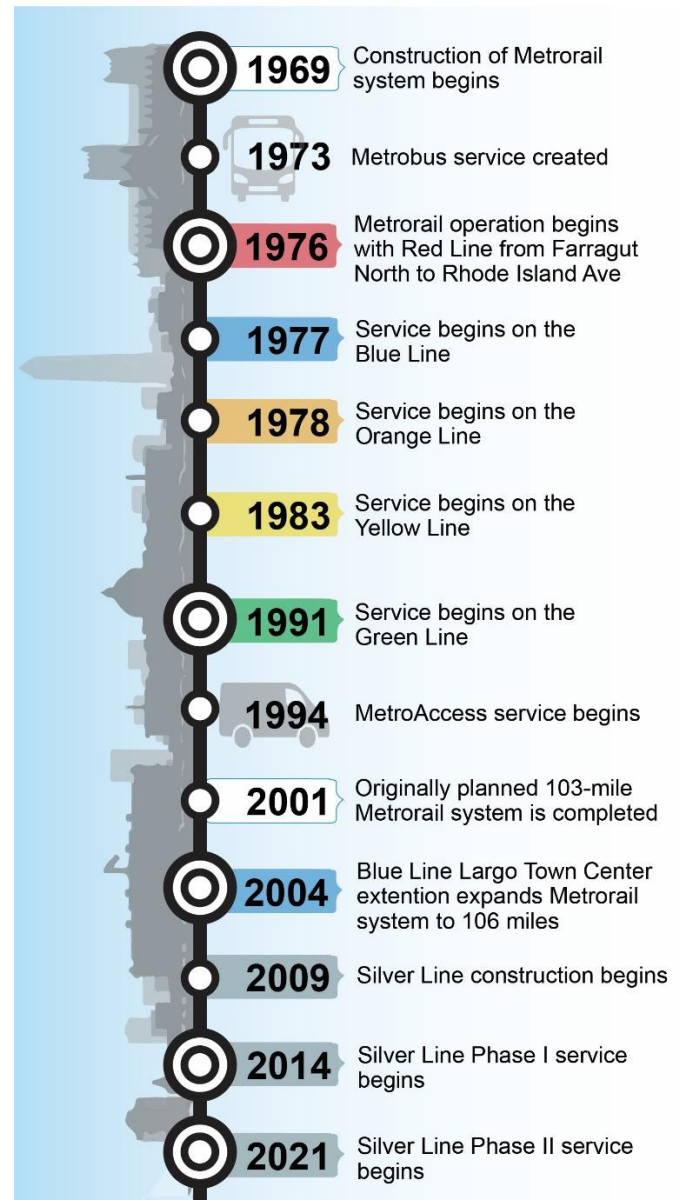 1969
Construction of Metrorail
system begins
1973
Metrobus service created
1976
Metrorail operation begins
with Red Line from Farragut
North to Rhode Island Ave
1977
Service begins on the
Blue Line
1978
Service begins on the
Orange Line
1983
Service begins on the
Yellow Line
1991
Service begins on the
Green Line
1994
MetroAccess service begins
2001
Originally planned 103-mile
Metrorail system is completed
2004
Blue Line Largo Town Center
extention expands Metrorail
system to 106 miles
2009
Silver Line construction begins
2014
Silver Line Phase I service
begins
2021
Silver Line Phase II service
begins